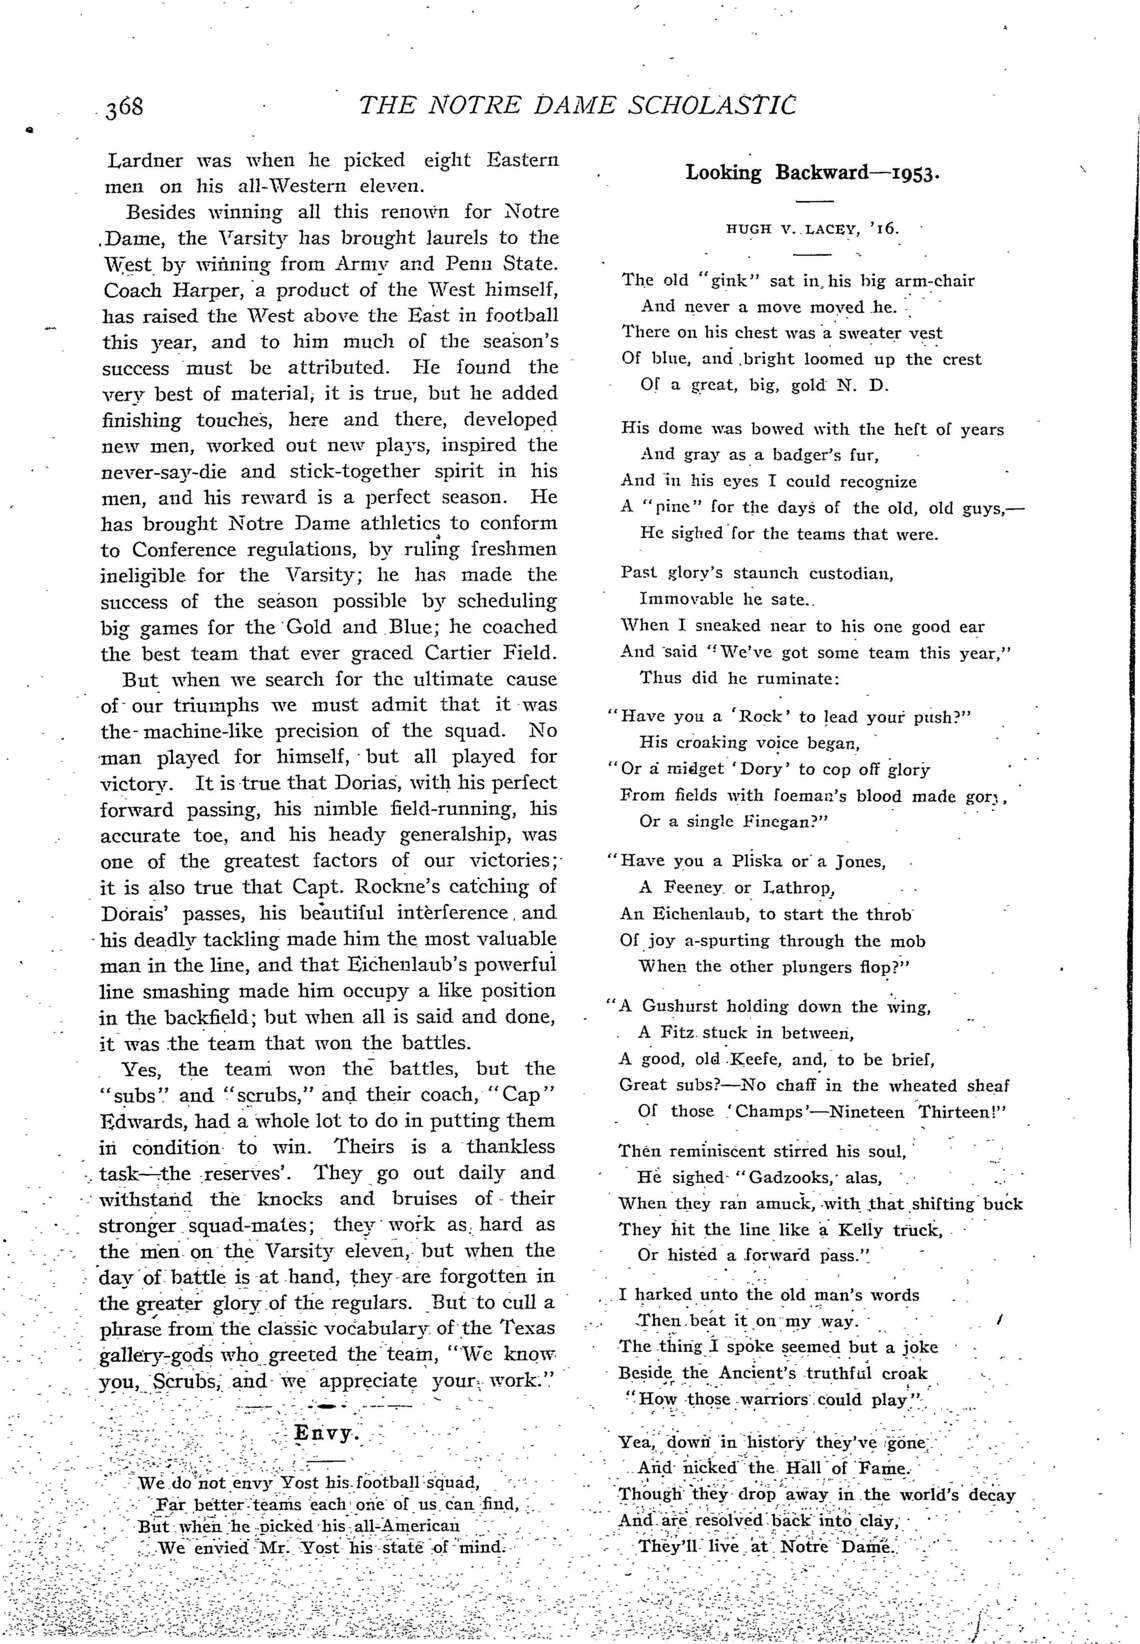 368
THE NOTRE DAME SCHOLASTIC
Lardner was when he picked eight Eastern
men on his all-Western eleven.
Besides winning all this renown for Notre
Dame, the Varsity has brought laurels to the
West by winning from Army and Penn State.
Coach Harper, a product of the West himself,
has raised the West above the East in football
this year, and to him much of the season's
success must be attributed. He found the
very best of material, it is true, but he added
finishing touches, here and there, developed
new men, worked out new plays, inspired the
never-say-die and stick-together spirit in his
men, and his reward is a perfect season. He
has brought Notre Dame athletics to conform
to Conference regulations, by ruling freshmen
ineligible for the Varsity; he has made the
success of the season possible by scheduling
big games for the Gold and Blue; he coached
the best team that ever graced Cartier Field.
But when we search for the ultimate cause
of our triumphs we must admit that it was
the machine-like precision of the squad. No
man played for himself, but all played for
victory. It is true that Dorias, with his perfect
forward passing, his nimble field-running, his
accurate toe, and his heady generalship, was
one of the greatest factors of our victories;
it is also true that Capt. Rockne's catching of
Dorais' passes, his beautiful interference, and
his deadly tackling made him the most valuable
man in the line, and that Eichenlaub's powerful
line smashing made him occupy a like position
in the backfield; but when all is said and done,
it was the team that won the battles.
Yes, the team won the battles, but the
"subs" and "scrubs," and their coach, "Cap"
Edwards, had a whole lot to do in putting them
in condition to win. Theirs is a thankless
task—the reserves'. They go out daily and
withstand the knocks and bruises of their
stronger squad-mates; they work as hard as
the men on the Varsity eleven, but when the
day of battle is at hand, they are forgotten in
the greater glory of the regulars. But to cull a
phrase from the classic vocabulary of the Texas
gallery-gods who greeted the team, "We know
you, Scrubs, and we appreciate your work."
Envy.
We do not envy Yost his football squad,
Far better teams each one of us can find,
But when he picked his all-American
We envied Mr. Yost his state of mind.
Looking Backward—1953.
HUGH V. LACEY, '16.
The old "gink" sat in his big arm-chair
And never a move moved he.
There on his chest was a sweater vest
Of blue, and bright loomed up the crest
Of a great, big, gold N. D.
His dome was bowed with the heft of years
And gray as a badger's fur,
And in his eyes I could recognize
A "pine" for the days of the old, old guys,—
He sighed for the teams that were.
Past glory's staunch custodian,
Immovable he sate.
When I sneaked near to his one good ear
And said "We've got some team this year,"
Thus did he ruminate:
"Have you a 'Rock' to lead your push?"
His croaking voice began,
"Or a midget 'Dory' to cop off glory
From fields with foeman's blood made gory,
Or a single Finegan?"
"Have you a Pliska or a Jones,
A Feeney or Lathrop,
An Eichenlaub, to start the throb
Of joy a-spurting through the mob
When the other plungers flop?"
"A Gushurst holding down the wing,
A Fitz stuck in between,
A good, old Keefe, and, to be brief,
Great subs?—No chaff in the wheated sheaf
Of those 'Champs'—Nineteen Thirteen!"
Then reminiscent stirred his soul,
He sighed "Gadzooks, alas,
When they ran amuck, with that shifting buck
They hit the line like a Kelly truck,
Or histed a forward pass."
I harked unto the old man's words
Then beat it on my way.
The thing I spoke seemed but a joke
Beside the Ancient's truthful croak
"How those warriors could play".
Yea, down in history they've gone
And nicked the Hall of Fame.
Though they drop away in the world's decay
And are resolved back into clay,
They'll live at Notre Dame.